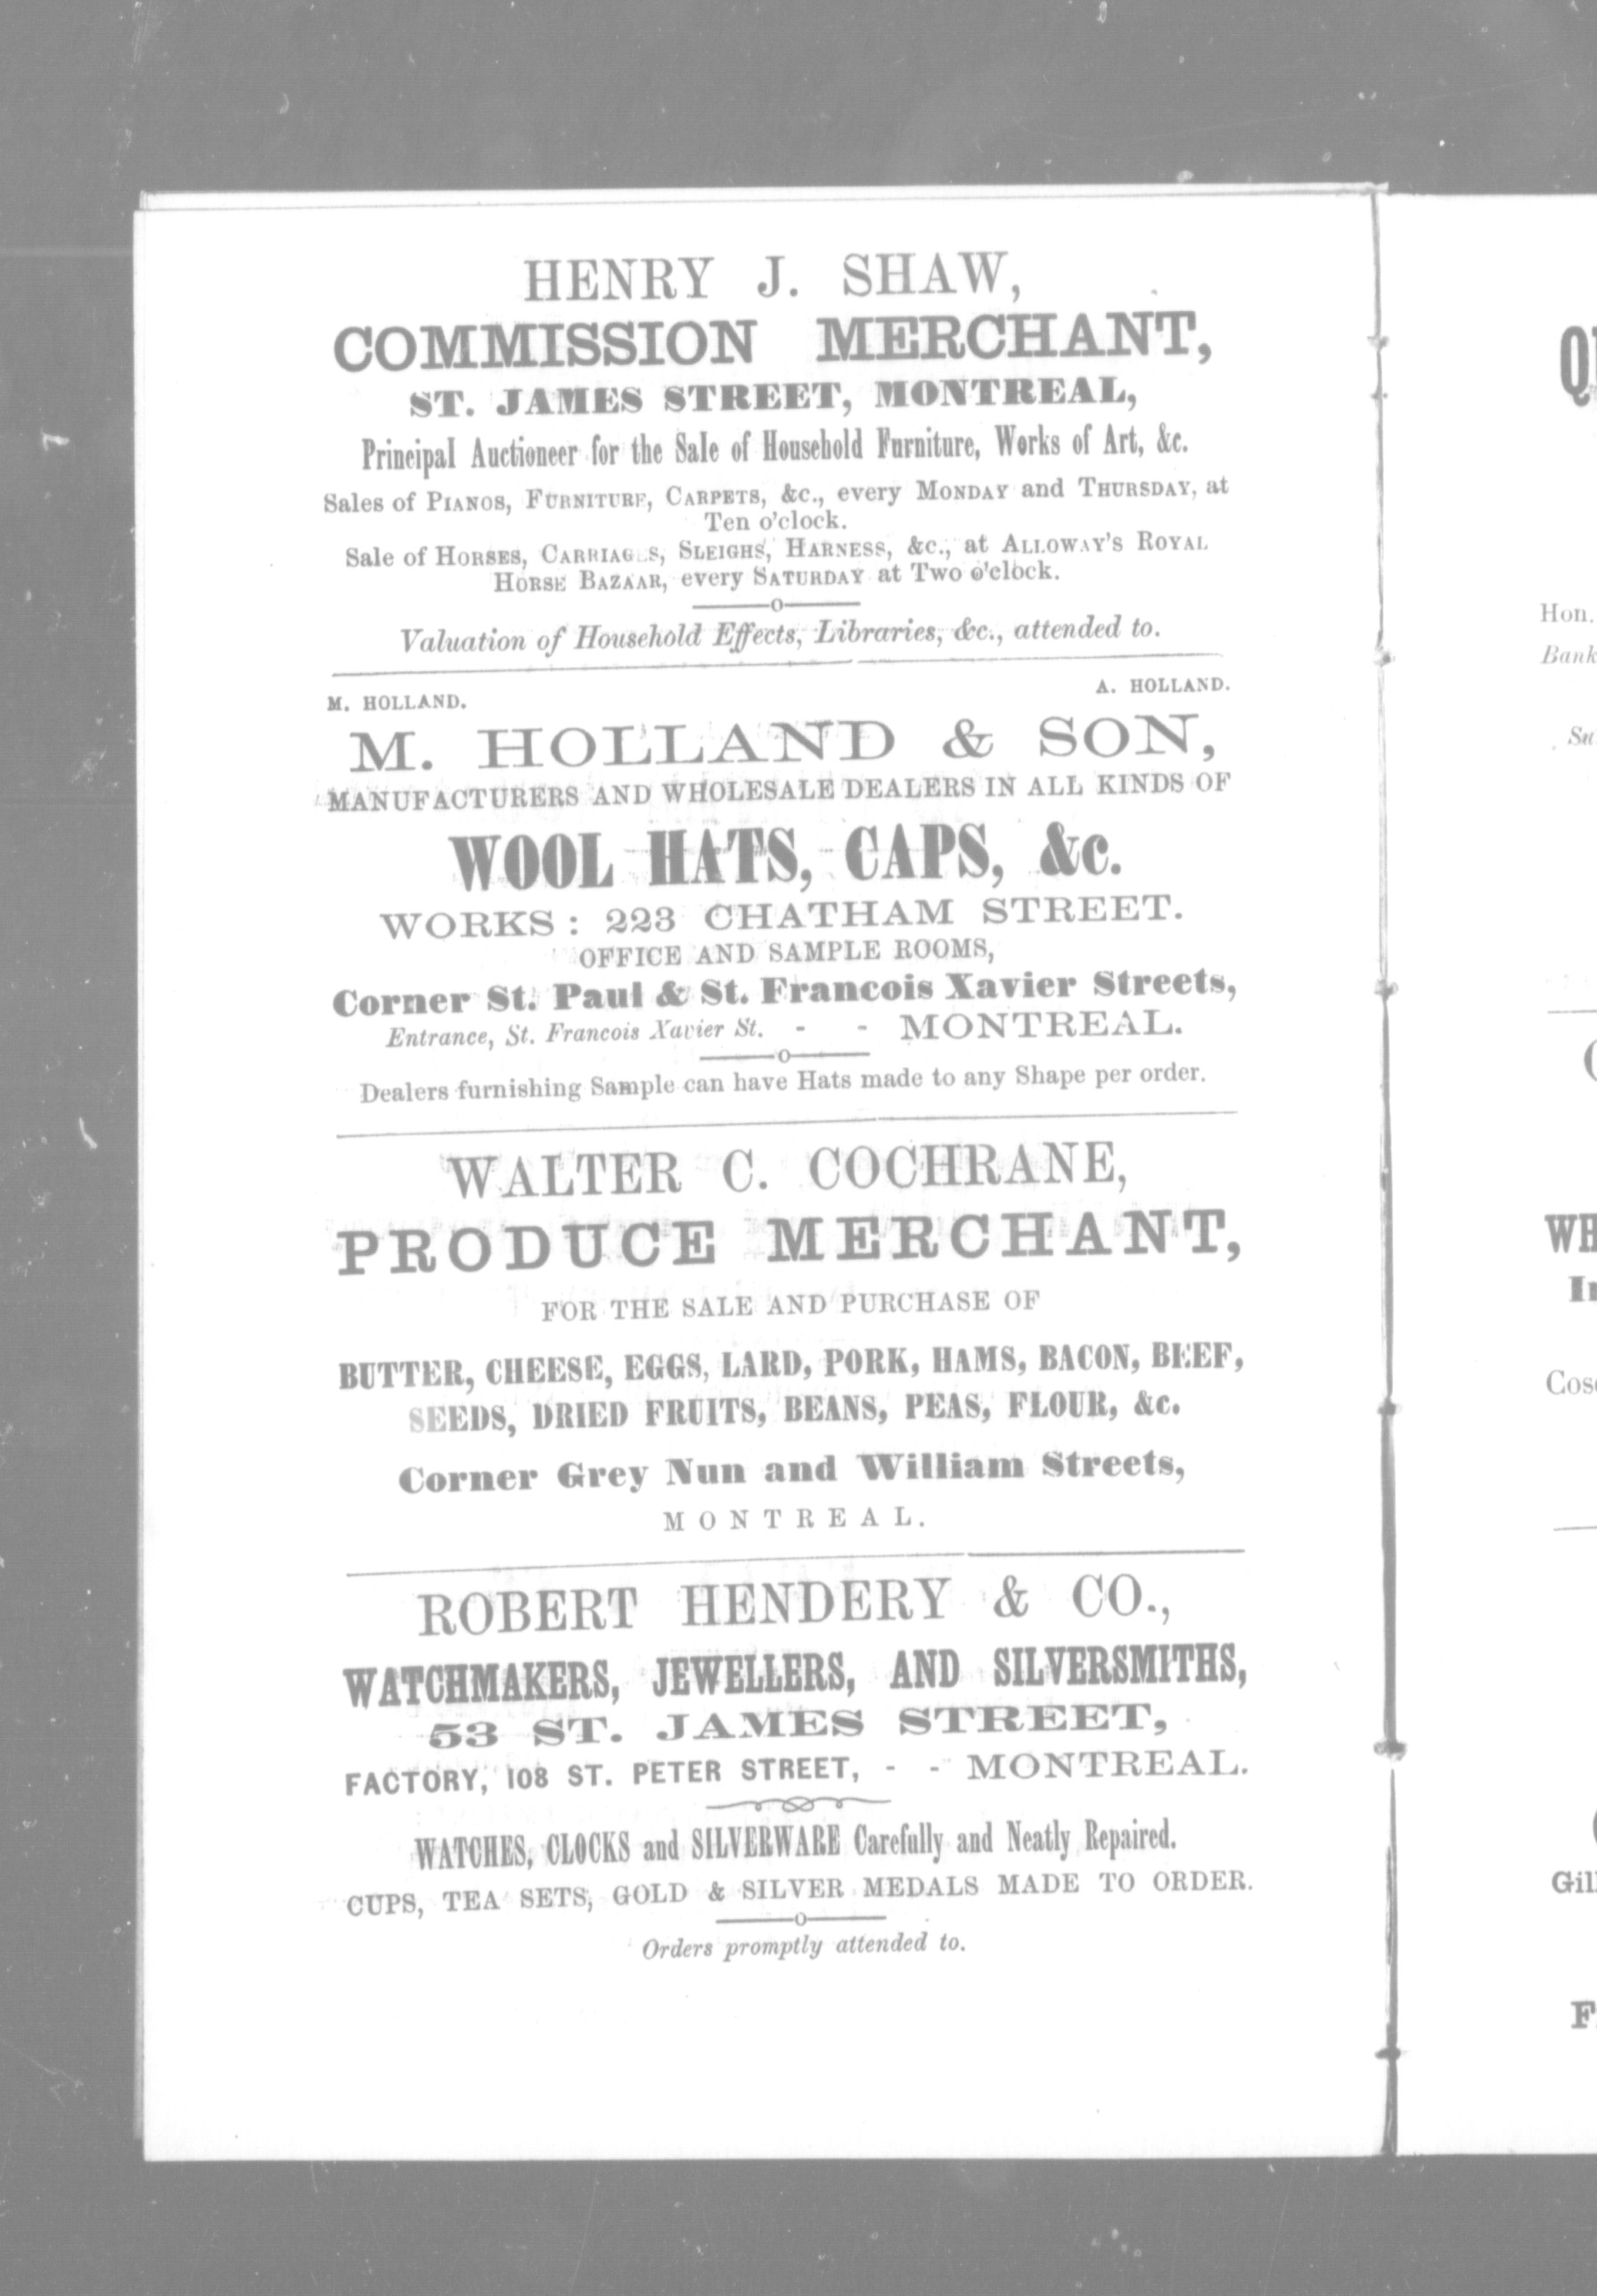 HENRY J. SHAW,
COMMISSION MERCHANT,
ST. JAMES STREET, MONTREAL,
Principal Auctioneer for the Sale of Household Furniture, Works of Art, &c.
Sales of PIANOS, FURNITURE, CARPETS, &c., every MONDAY and THURSDAY, at
Ten o'clock.
Sale of HORSES, CARRIAGES, SLEIGHS, HARNESS, &c., at ALLOWAY'S ROYAL
HORSE BAZAAR, every SATURDAY at Two o'clock.
o
Valuation of Household Effects, Libraries, &c., attended to.
M. HOLLAND. A. HOLLAND.
M. HOLLAND & SON,
MANUFACTURERS AND WHOLESALE DEALERS IN ALL KINDS OF
WOOL HATS, CAPS, &c.
WORKS: 223 CHATHAM STREET.
OFFICE AND SAMPLE ROOMS,
Corner St. Paul & St. Francois Xavier Streets,
Entrance, St. Francois Xavier St. - - MONTREAL.
o
Dealers furnishing Sample can have Hats made to any Shape per order.
WALTER C. COCHRANE,
PRODUCE MERCHANT,
FOR THE SALE AND PURCHASE OF
BUTTER, CHEESE, EGGS, LARD, PORK, HAMS, BACON, BEEF,
SEEDS, DRIED FRUITS, BEANS, PEAS, FLOUR, &c.
Corner Grey Nun and William Streets,
MONTREAL.
ROBERT HENDERY & CO.,
WATCHMAKERS, JEWELLERS, AND SILVERSMITHS,
53 ST. JAMES STREET,
FACTORY, 108 ST. PETER STREET, - - MONTREAL.
WATCHES, CLOCKS and SILVERWARE Carefully and Neatly Repaired.
CUPS, TEA SETS, GOLD & SILVER MEDALS MADE TO ORDER.
o
Orders promptly attended to.
Hon.
Bank